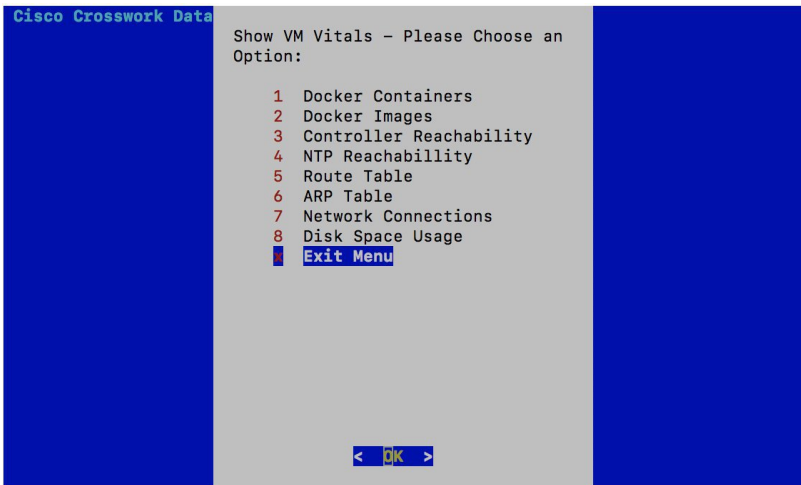 Cisco Crosswork Data
Show VM Vitals – Please Choose an
Option:
1 Docker Containers
2 Docker Images
3 Controller Reachability
4 NTP Reachabillity
5 Route Table
6 ARP Table
7 Network Connections
8 Disk Space Usage
x Exit Menu
< OK >